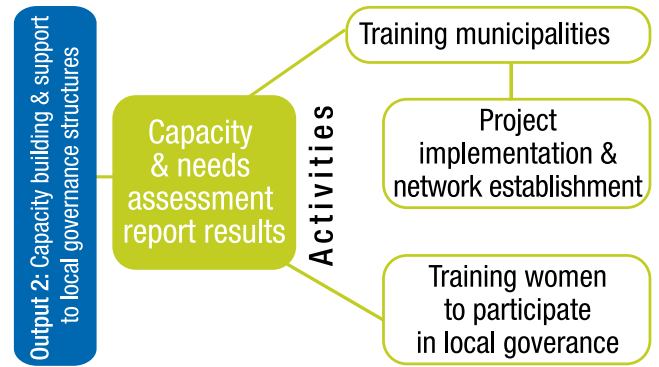 Output 2: Capacity building & support
to local governance structures
Capacity
& needs
assessment
report results
Activities
Training municipalities
Project
implementation &
network establishment
Training women
to participate
in local goverance